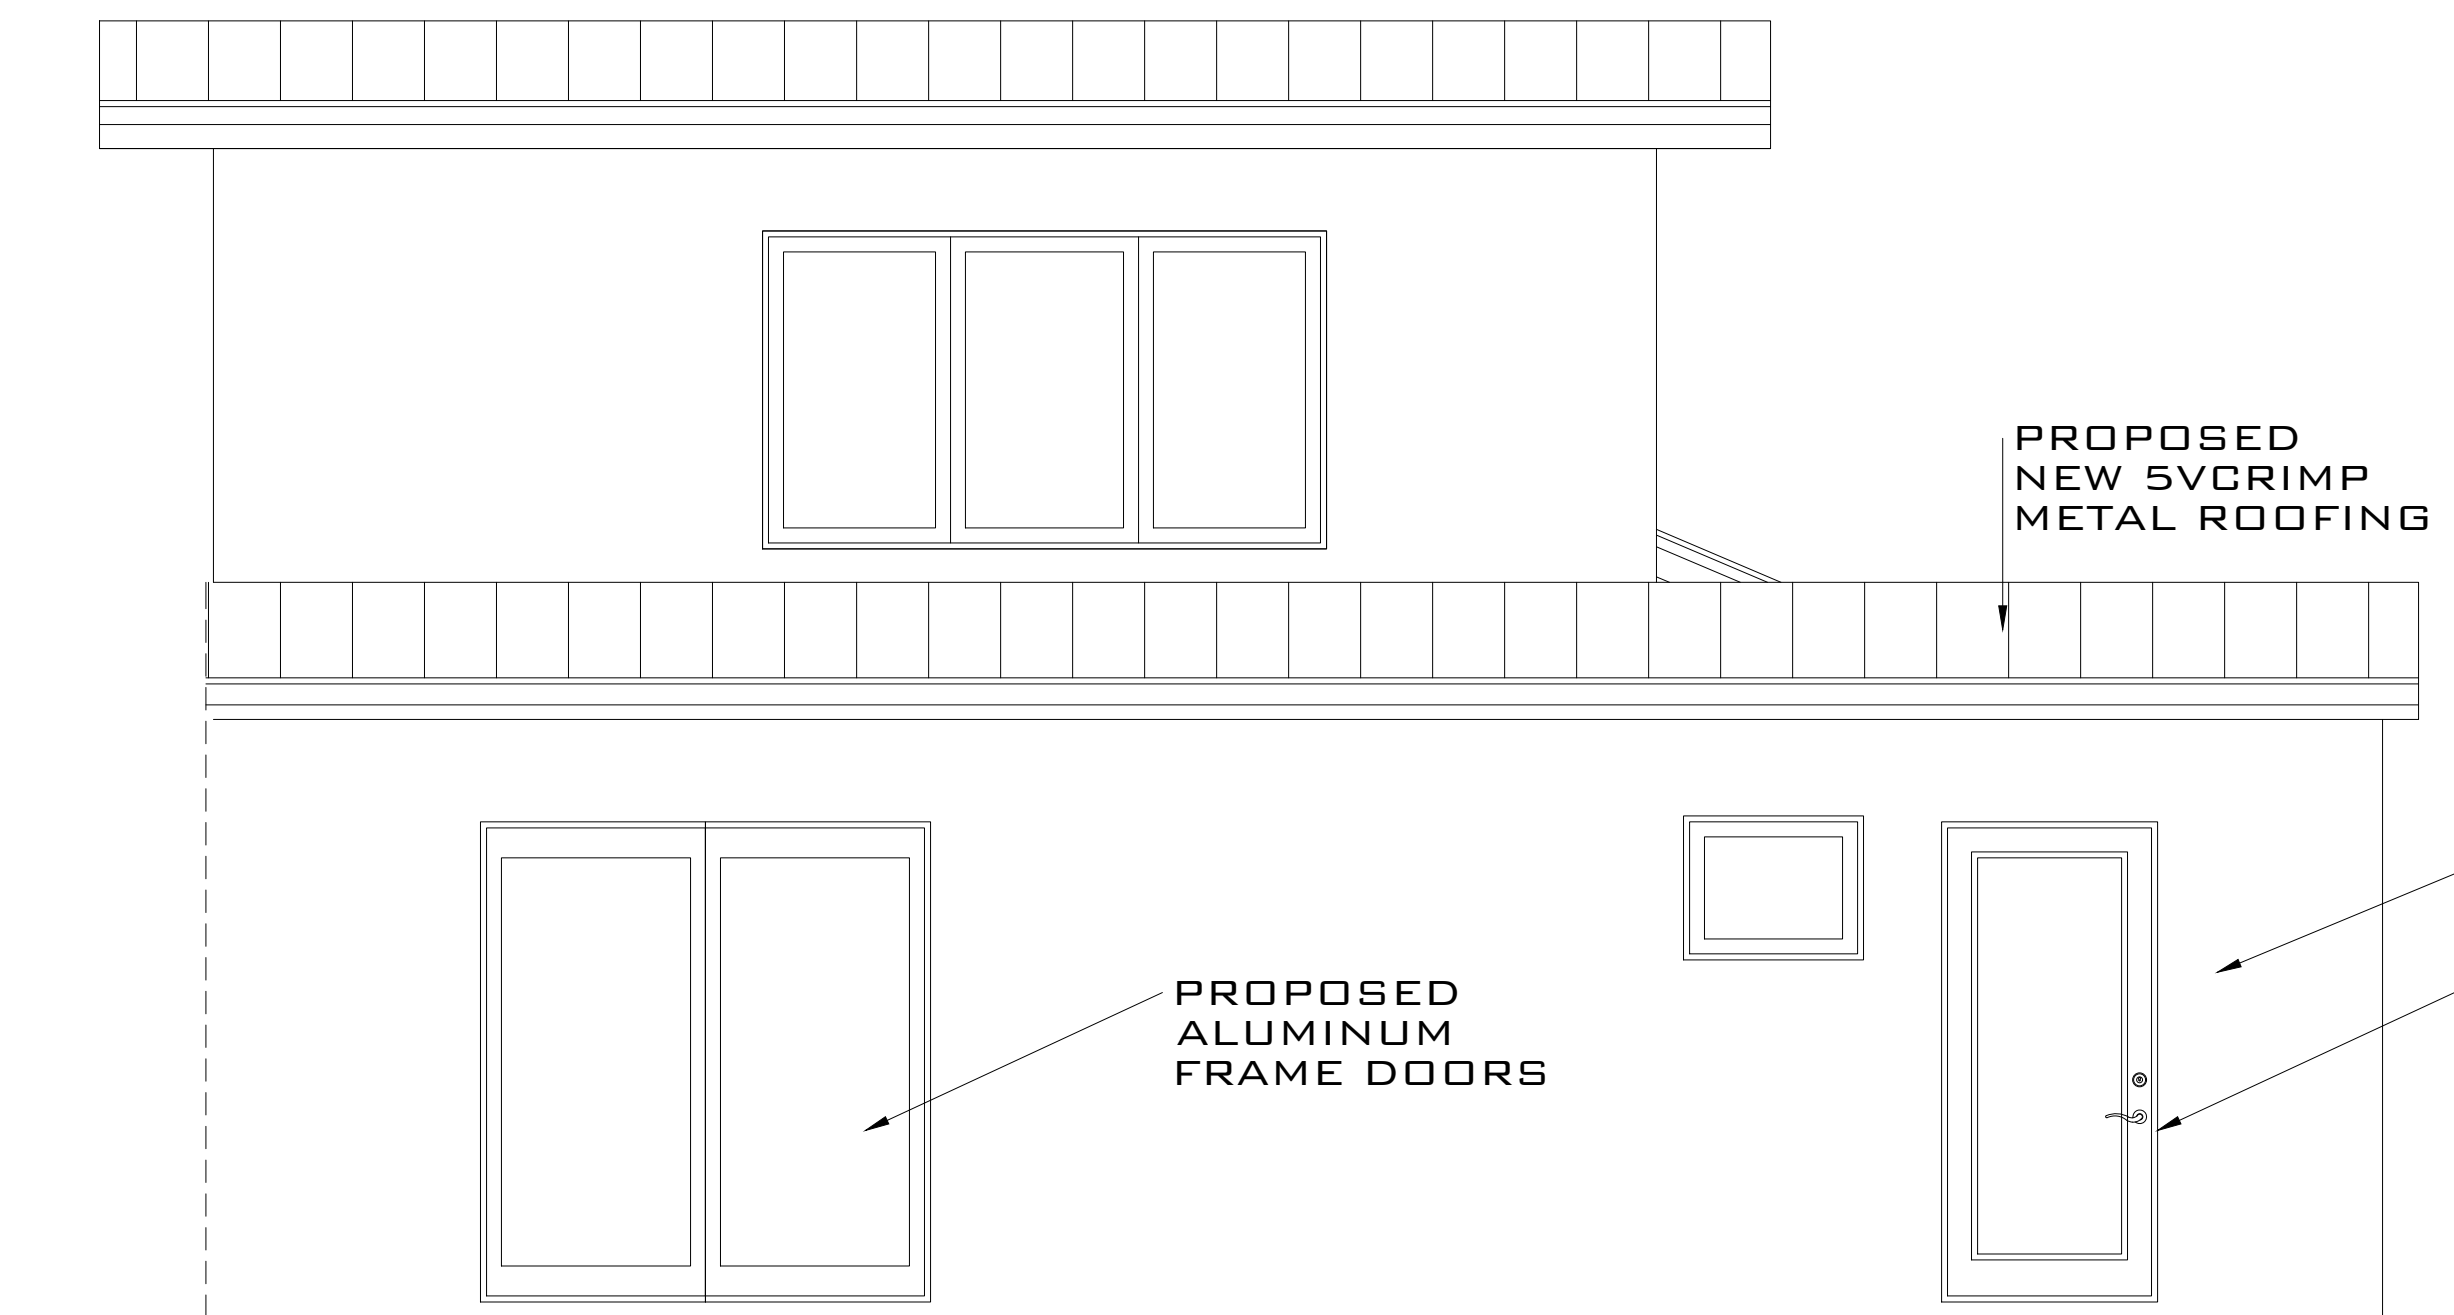 PROPOSED
NEW 5VCRIMP
METAL ROOFING
PROPOSED
ALUMINUM
FRAME DOORS